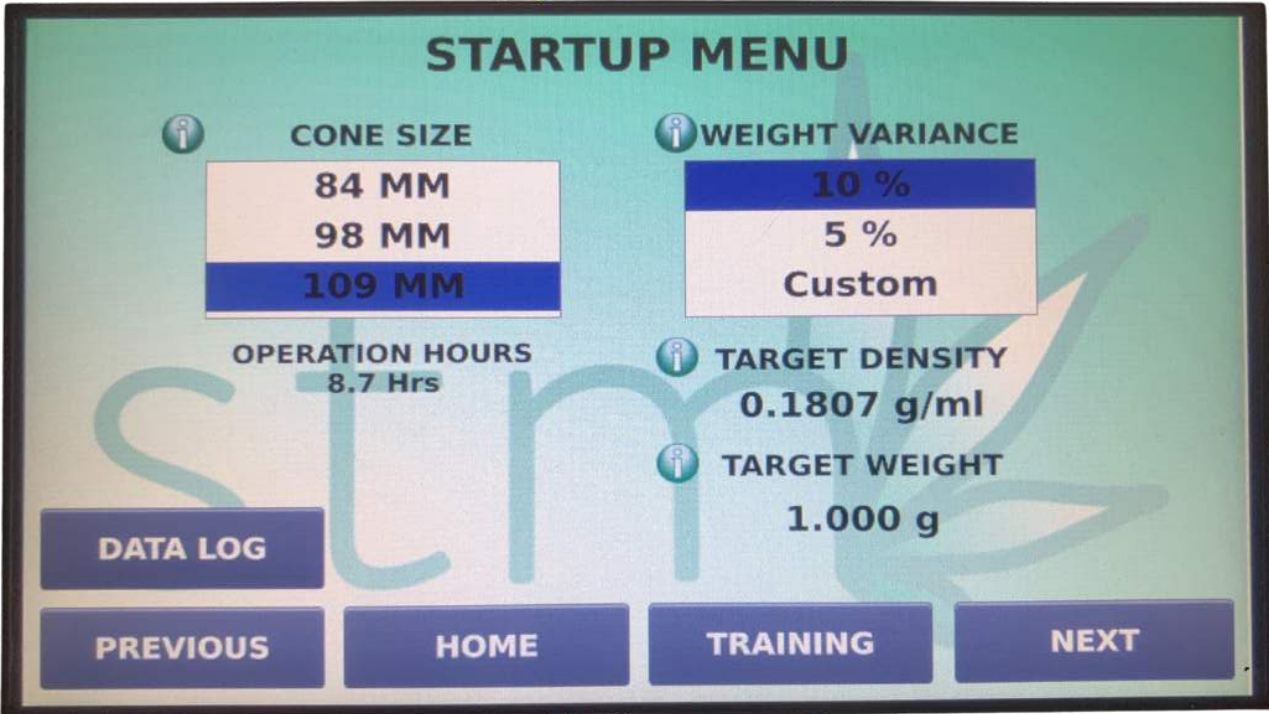 STARTUP MENU
CONE SIZE
84 MM
98 MM
109 MM
OPERATION HOURS
8.7 Hrs
WEIGHT VARIANCE
10 %
5 %
Custom
TARGET DENSITY
0.1807 g/ml
TARGET WEIGHT
1.000 g
stm
DATA LOG
PREVIOUS
HOME
TRAINING
NEXT